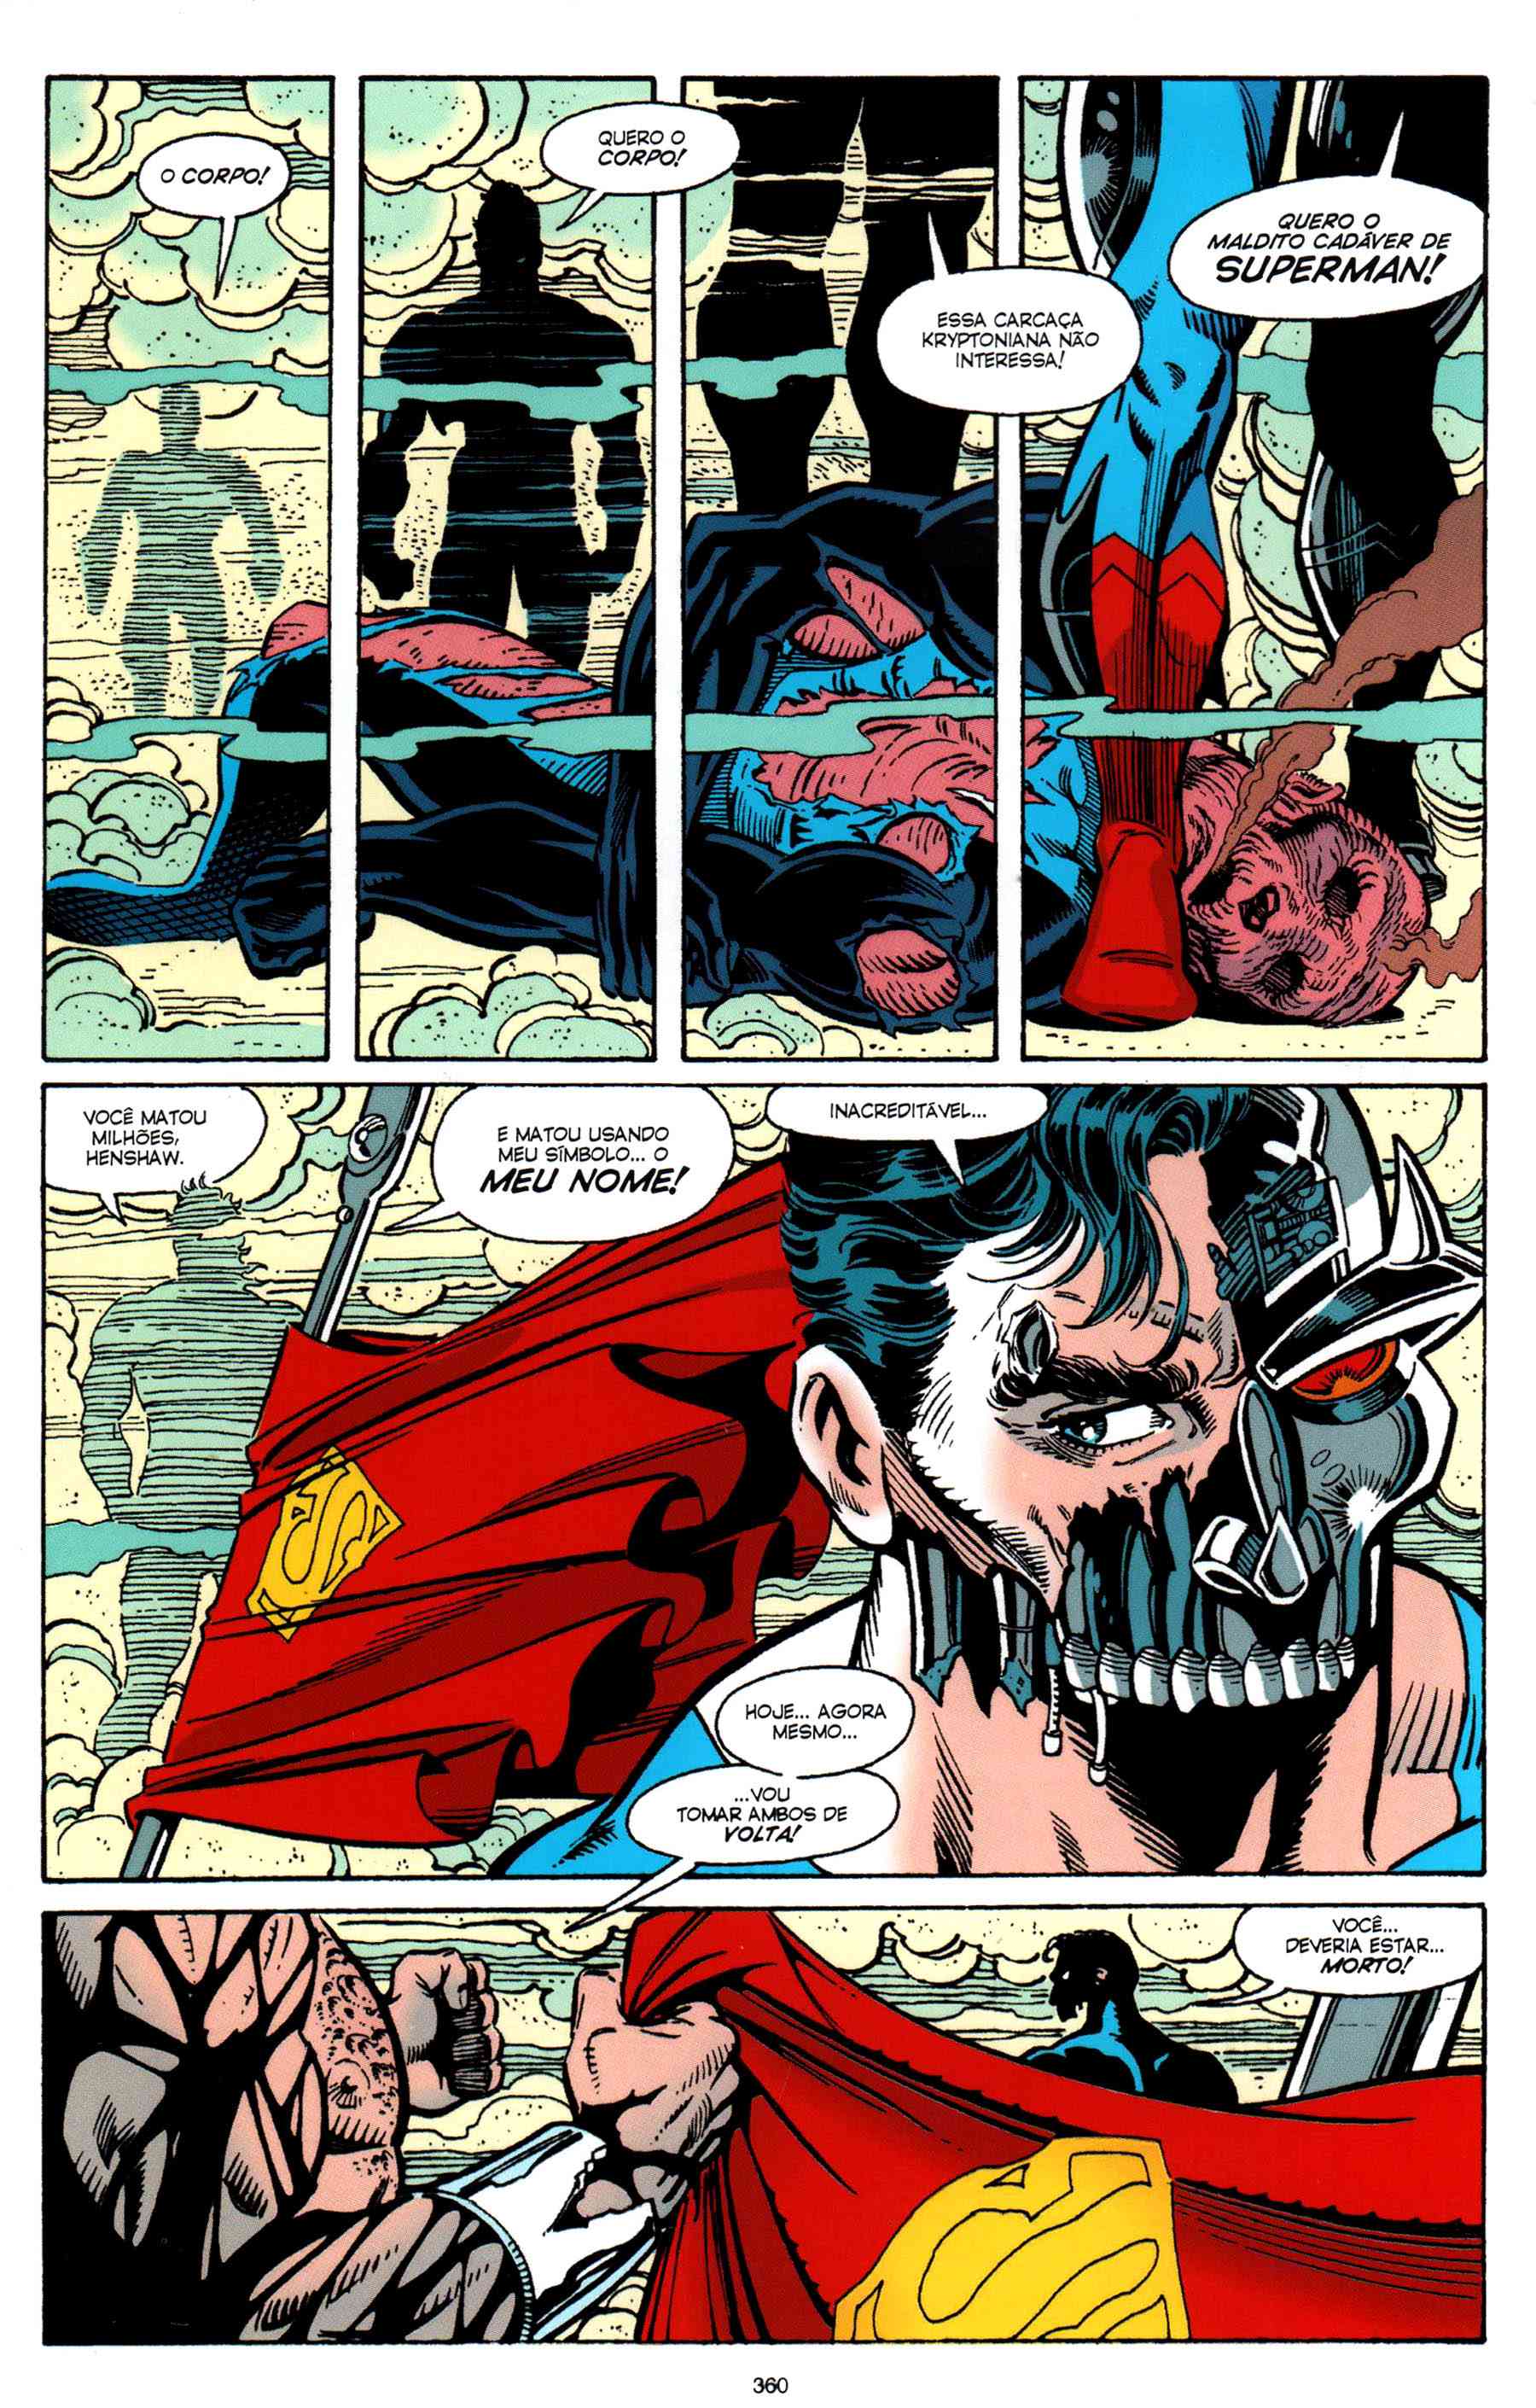 O CORPO!
QUERO O
CORPO!
ESSA CARCAÇA
KRYPTONIANA NÃO
INTERESSA!
QUERO O
MALDITO CADÁVER DE
SUPERMAN!
VOCÊ MATOU
MILHÕES,
HENSHAW.
E MATOU USANDO
MEU SÍMBOLO... O
MEU NOME!
INACREDITÁVEL...
HOJE... AGORA
MESMO...
...VOU
TOMAR AMBOS DE
VOLTA!
VOCÊ...
DEVERIA ESTAR...
MORTO!
360